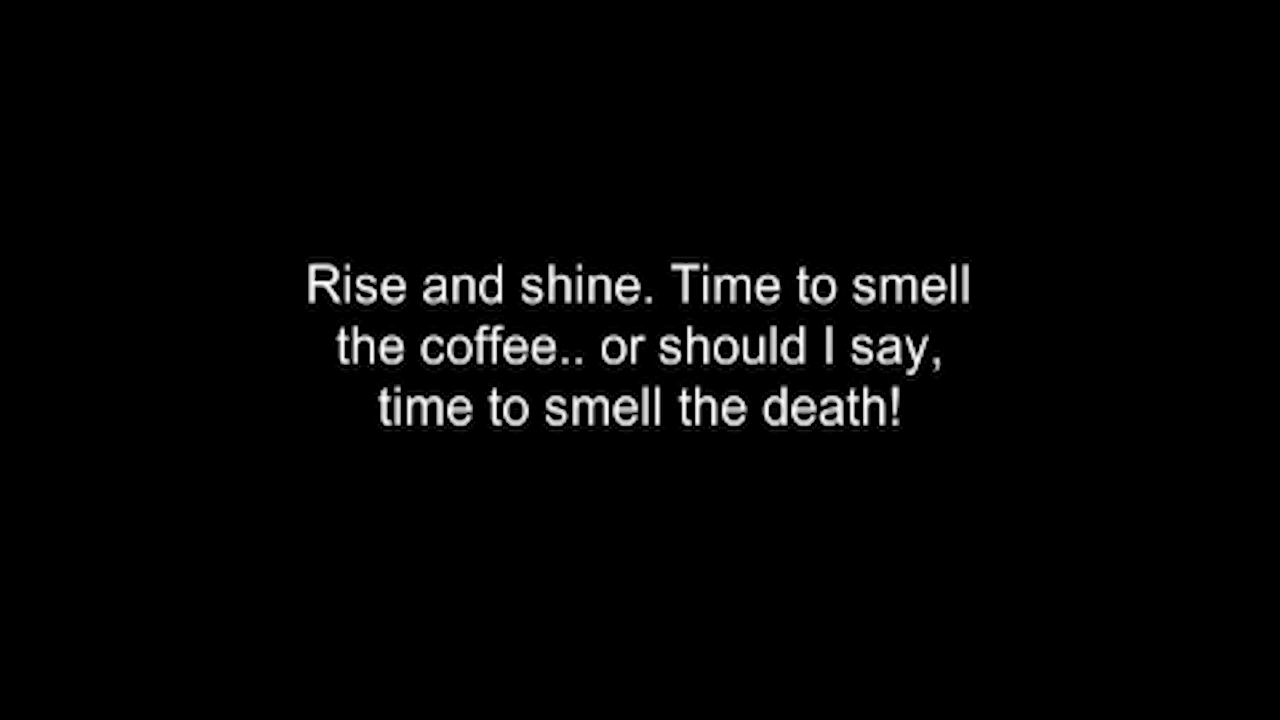 Rise and shine. Time to smell
the coffee.. or should I say,
time to smell the death!